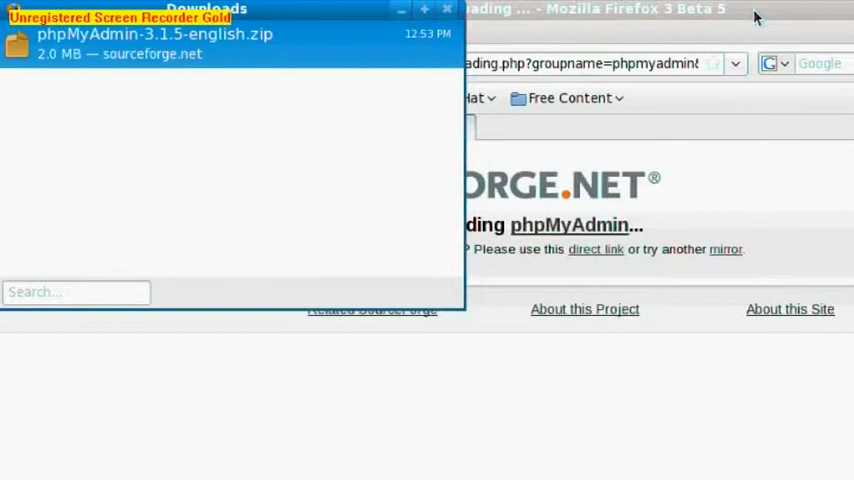 Downloads
Unregistered Screen Recorder Gold
ading ... - Mozilla Firefox 3 Beta 5
phpMyAdmin-3.1.5-english.zip
12:53 PM
2.0 MB — sourceforge.net
ading.php?groupname=phpmyadmin&
Google
Hat
Free Content
ORGE.NET®
ding phpMyAdmin...
? Please use this direct link or try another mirror.
Search...
Related SourceForge
About this Project
About this Site